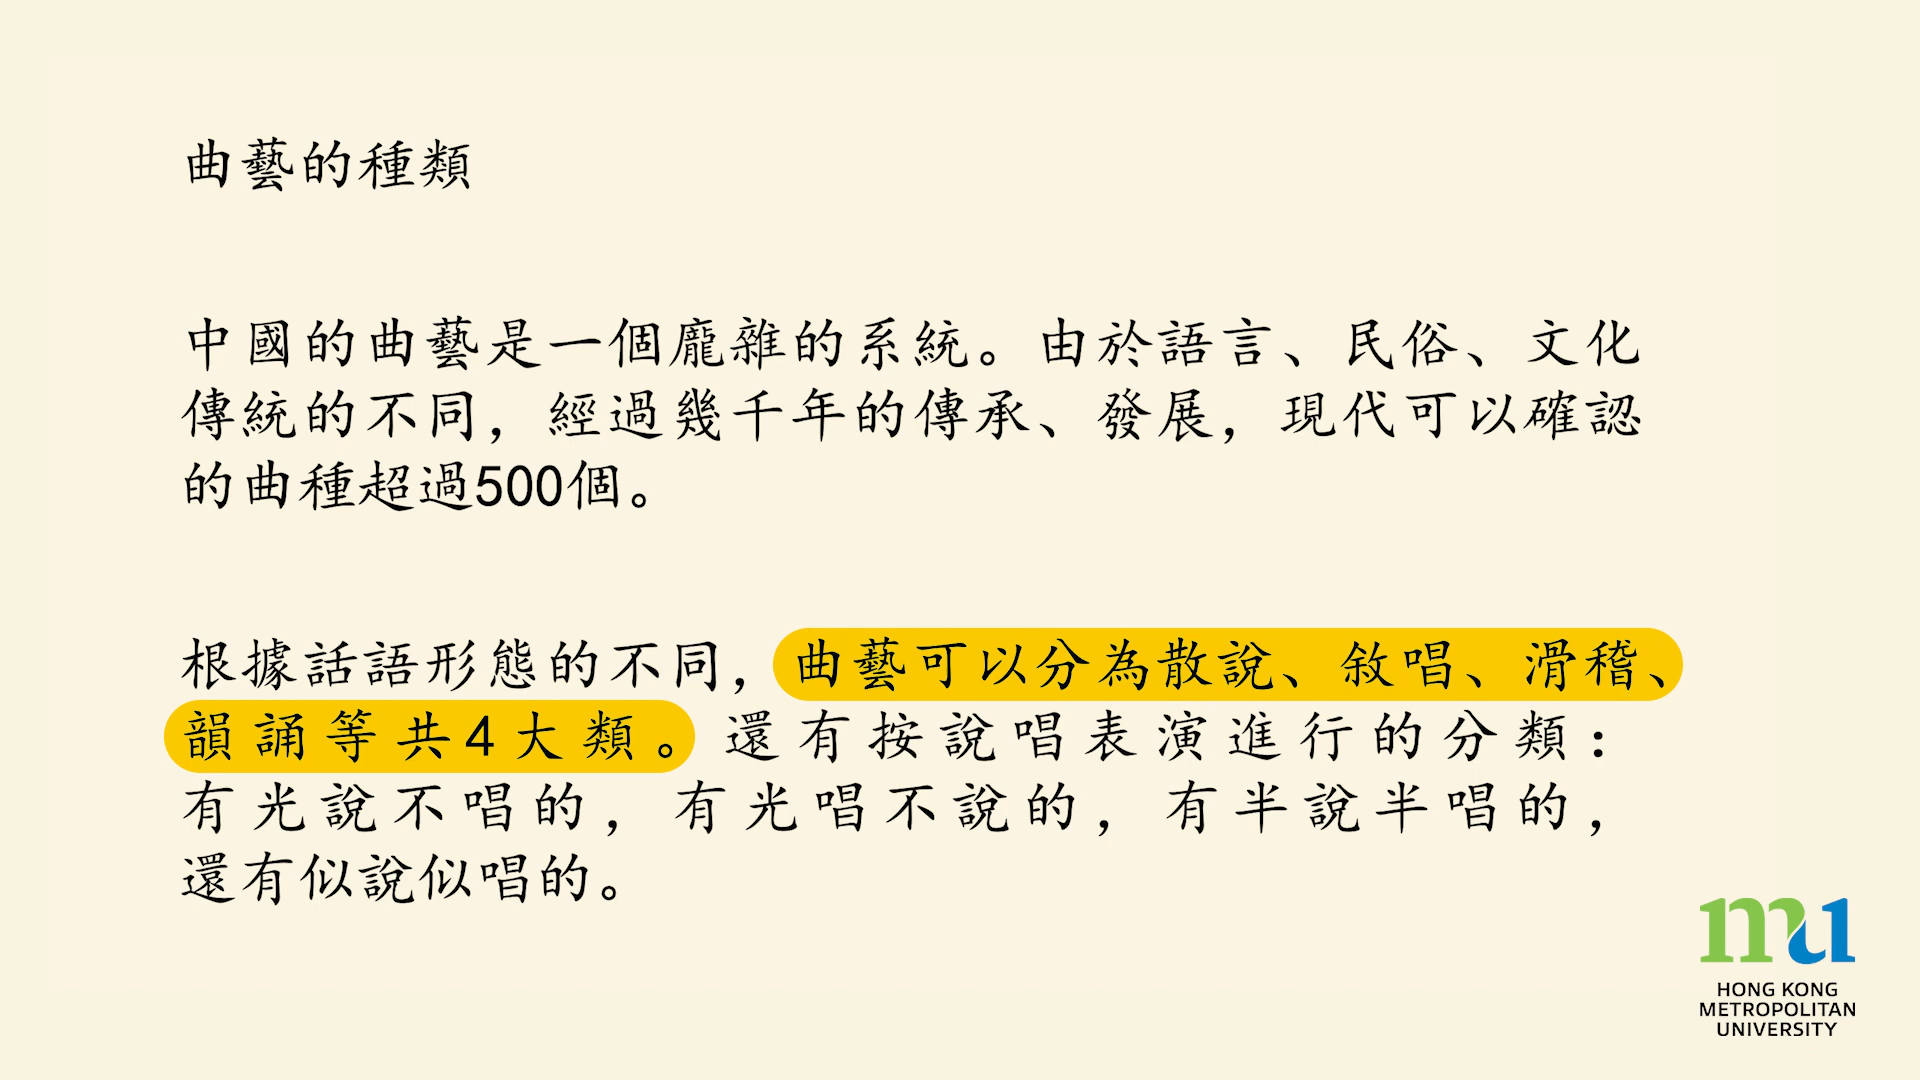 曲藝的種類
中國的曲藝是一個龐雜的系統。由於語言、民俗、文化
傳統的不同，經過幾千年的傳承、發展，現代可以確認
的曲種超過500個。
根據話語形態的不同，曲藝可以分為散說、敘唱、滑稽、
韻誦等共4大類。還有按說唱表演進行的分類：
有光說不唱的，有光唱不說的，有半說半唱的，
還有似說似唱的。
mu
HONG KONG
METROPOLITAN
UNIVERSITY